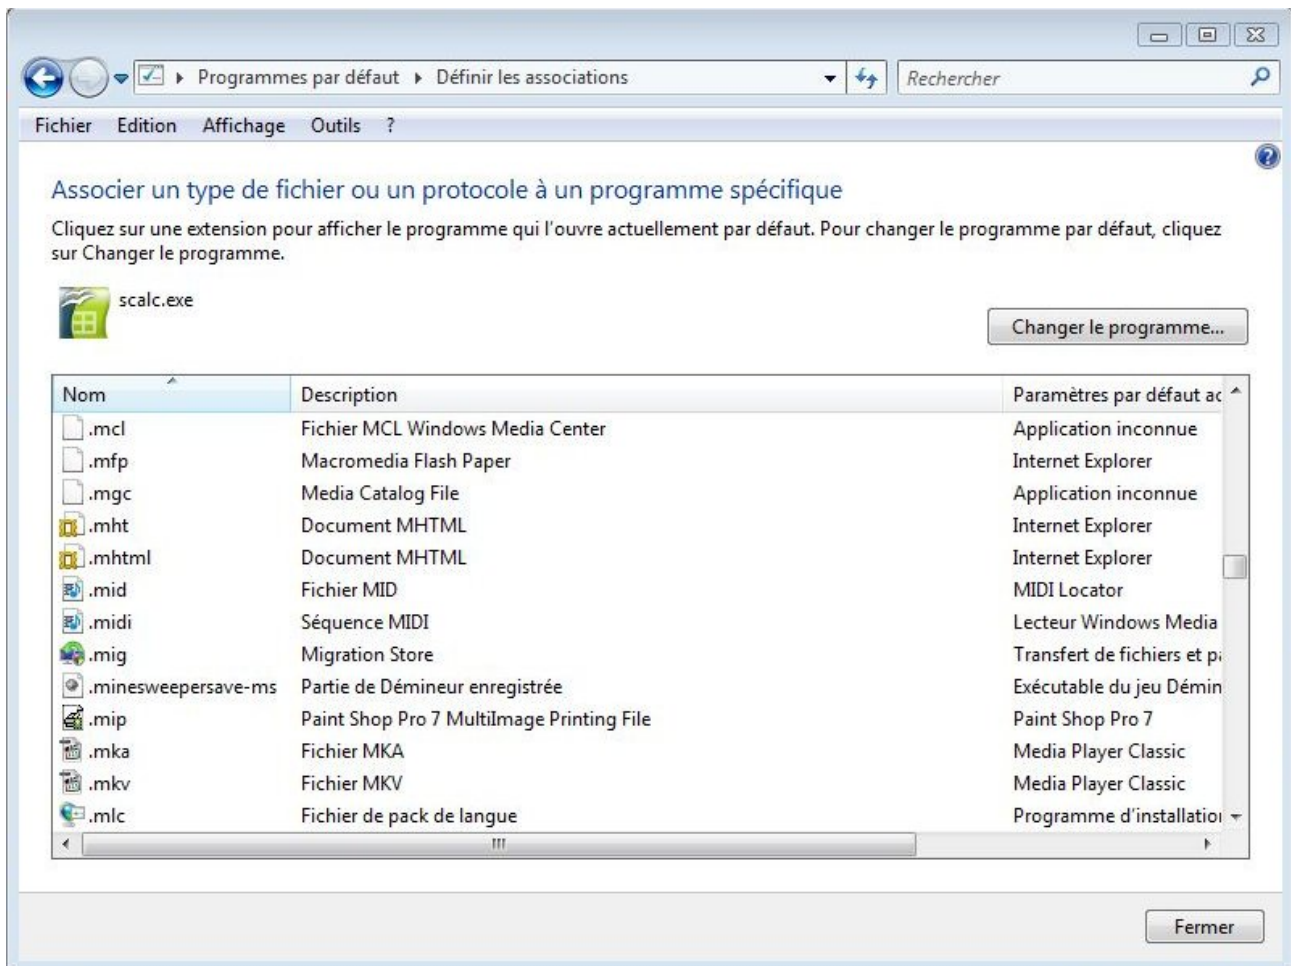 Programmes par défaut Définir les associations Rechercher
Fichier Edition Affichage Outils ?
Associer un type de fichier ou un protocole à un programme spécifique
Cliquez sur une extension pour afficher le programme qui l'ouvre actuellement par défaut. Pour changer le programme par défaut, cliquez
sur Changer le programme.
scalc.exe
Changer le programme...
Nom Description Paramètres par défaut ac
.mcl Fichier MCL Windows Media Center Application inconnue
.mfp Macromedia Flash Paper Internet Explorer
.mgc Media Catalog File Application inconnue
.mht Document MHTML Internet Explorer
.mhtml Document MHTML Internet Explorer
.mid Fichier MID MIDI Locator
.midi Séquence MIDI Lecteur Windows Media
.mig Migration Store Transfert de fichiers et pa
.minesweepersave-ms Partie de Démineur enregistrée Exécutable du jeu Démin
.mip Paint Shop Pro 7 MultiImage Printing File Paint Shop Pro 7
.mka Fichier MKA Media Player Classic
.mkv Fichier MKV Media Player Classic
.mlc Fichier de pack de langue Programme d'installation
Fermer